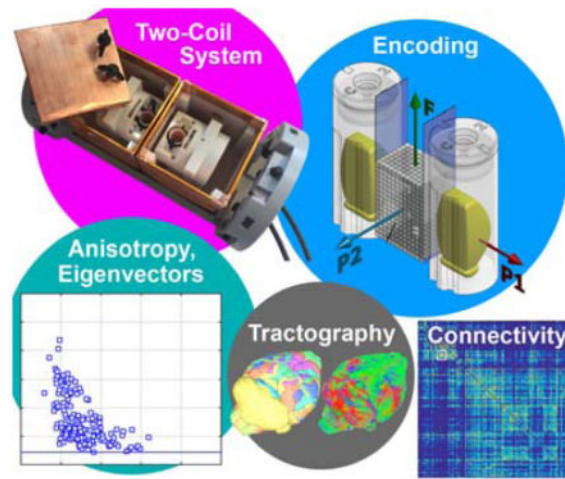 Two-Coil
System
Encoding
F
P2
P1
Anisotropy,
Eigenvectors
Tractography
Connectivity